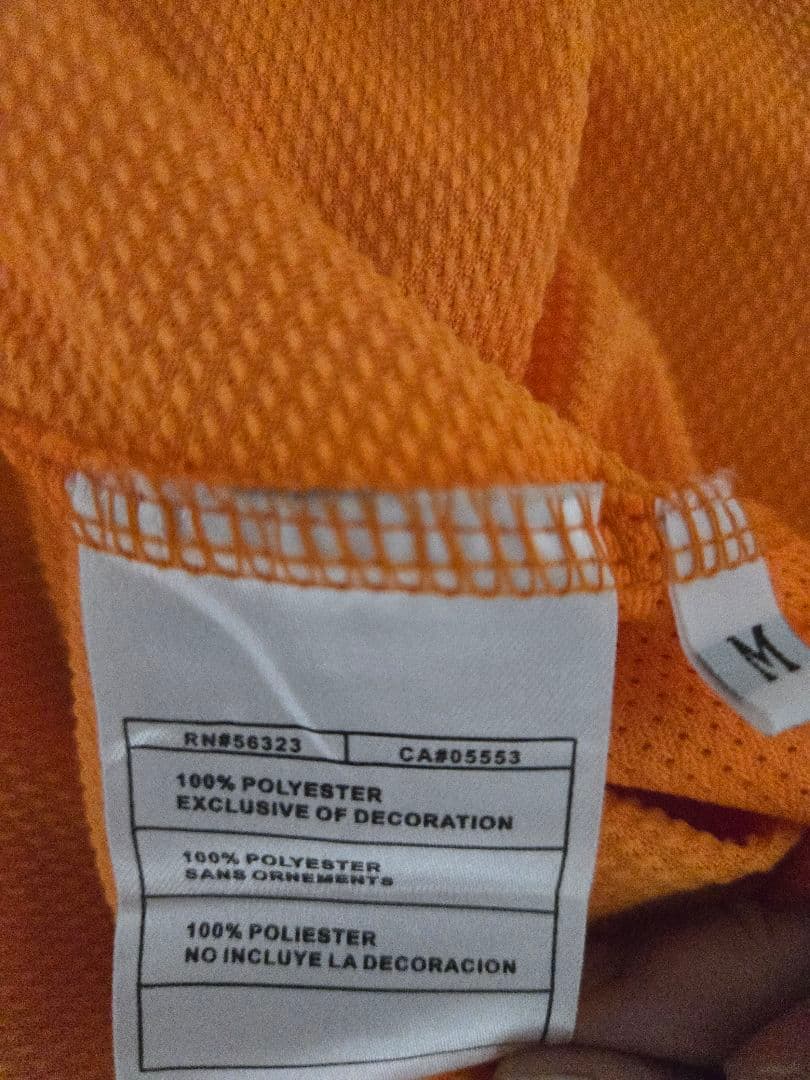 RN#56323 CA#05553
100% POLYESTER
EXCLUSIVE OF DECORATION
100% POLYESTER
SANS ORNEMENTS
100% POLIESTER
NO INCLUYE LA DECORACION
M